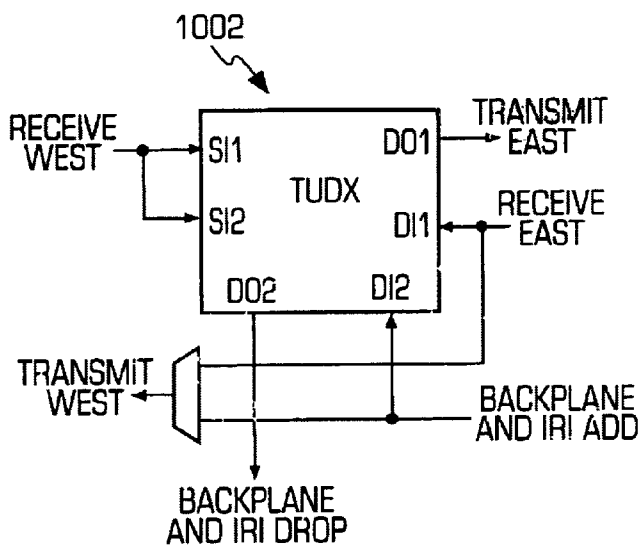 1002
RECEIVE
WEST
SI1
SI2
TUDX
DO1
DI1
DO2
DI2
TRANSMIT
EAST
RECEIVE
EAST
TRANSMIT
WEST
BACKPLANE
AND IRI ADD
BACKPLANE
AND IRI DROP